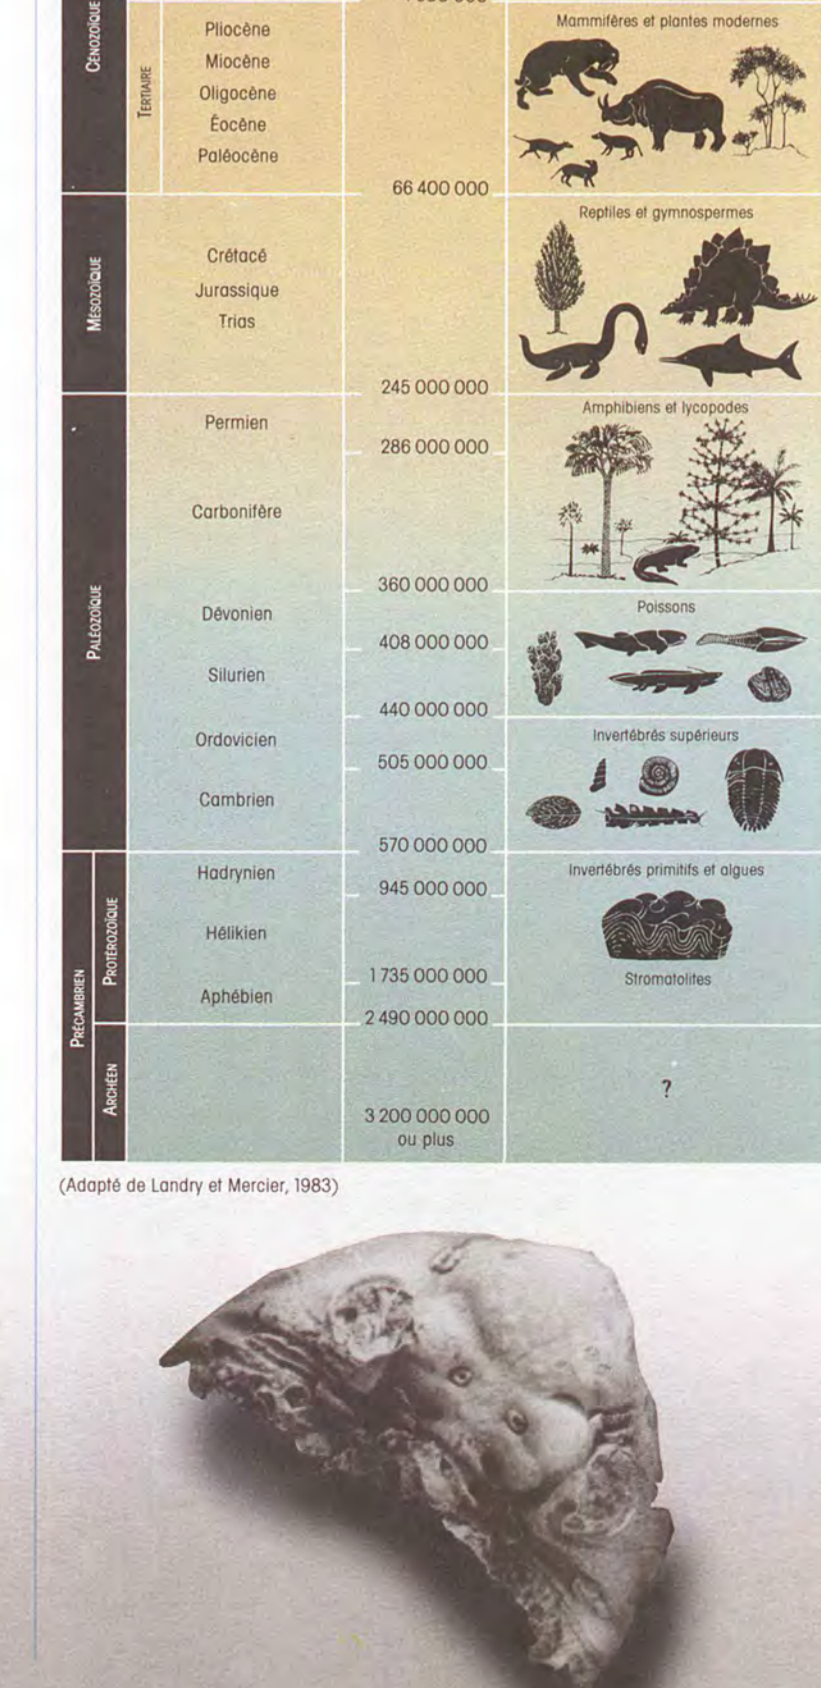 CÉNOZOÏQUE
TERTIAIRE
Pliocène
Miocène
Oligocène
Éocène
Paléocène
66 400 000
Mammifères et plantes modernes
MÉSOZOÏQUE
Crétacé
Jurassique
Trias
245 000 000
Reptiles et gymnospermes
PALÉOZOÏQUE
Permien
286 000 000
Carbonifère
360 000 000
Amphibiens et lycopodes
Dévonien
408 000 000
Silurien
440 000 000
Poissons
Ordovicien
505 000 000
Cambrien
570 000 000
Invertébrés supérieurs
PRÉCAMBRIEN
PROTÉROZOÏQUE
Hadrynien
945 000 000
Hélikien
1 735 000 000
Aphébien
2 490 000 000
Invertébrés primitifs et algues
Stromatolites
ARCHÉEN
3 200 000 000
ou plus
?
(Adapté de Landry et Mercier, 1983)